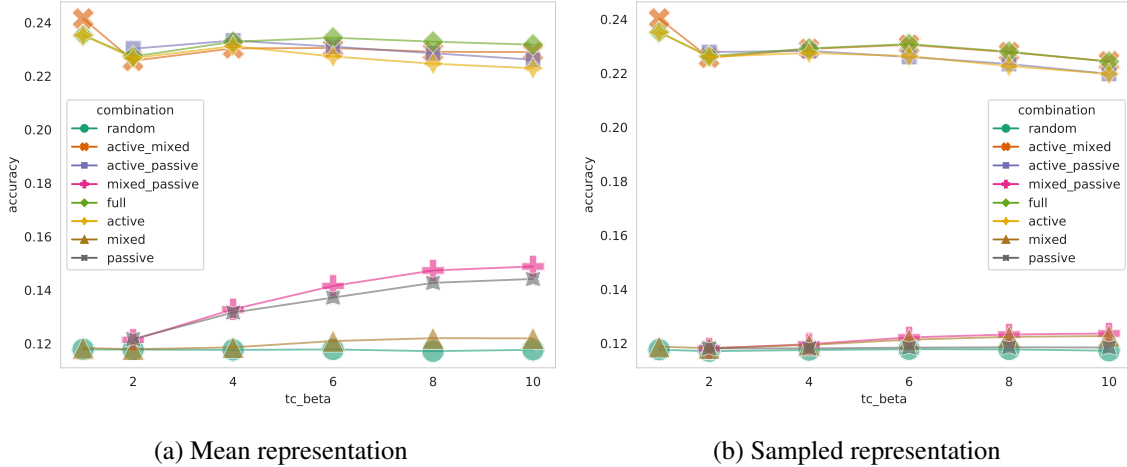 0.24
0.22
0.20
0.18
0.16
0.14
0.12
accuracy
combination
random
active_mixed
active_passive
mixed_passive
full
active
mixed
passive
2 4 6 8 10
tc_beta
(a) Mean representation
0.24
0.22
0.20
0.18
0.16
0.14
0.12
accuracy
combination
random
active_mixed
active_passive
mixed_passive
full
active
mixed
passive
2 4 6 8 10
tc_beta
(b) Sampled representation